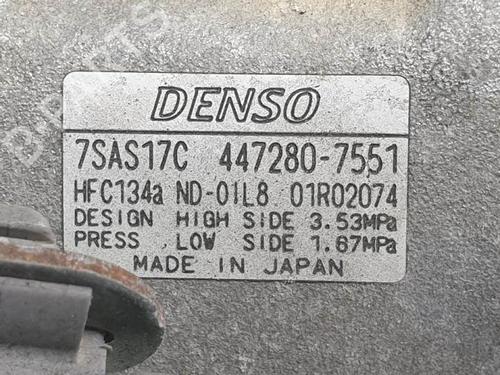 DENSO
7SAS17C 447280-7551
HFC134a ND-OIL8 01R02074
DESIGN HIGH SIDE 3.53MPa
PRESS. LOW SIDE 1.67MPa
MADE IN JAPAN